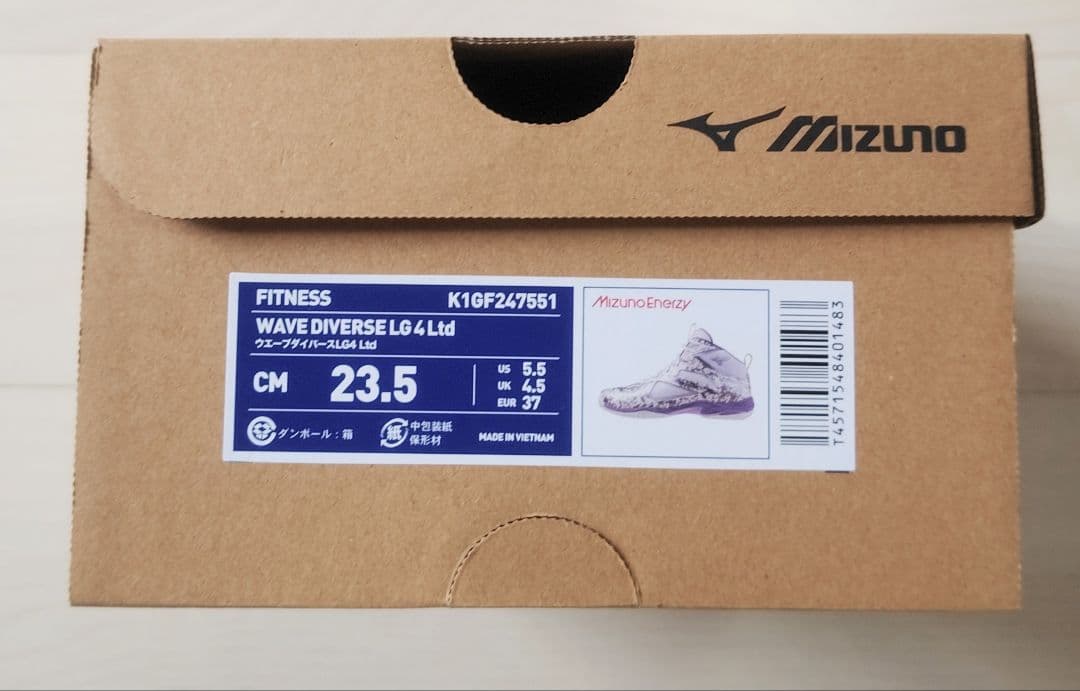 MIZUNO
FITNESS K1GF247551
WAVE DIVERSE LG 4 Ltd
ウエーブダイバースLG4 Ltd
CM 23.5
US 5.5
UK 4.5
EUR 37
ダンボール：箱
紙 中包装紙
保形材
MADE IN VIETNAM
MizunoEnerzy
T4571548401483